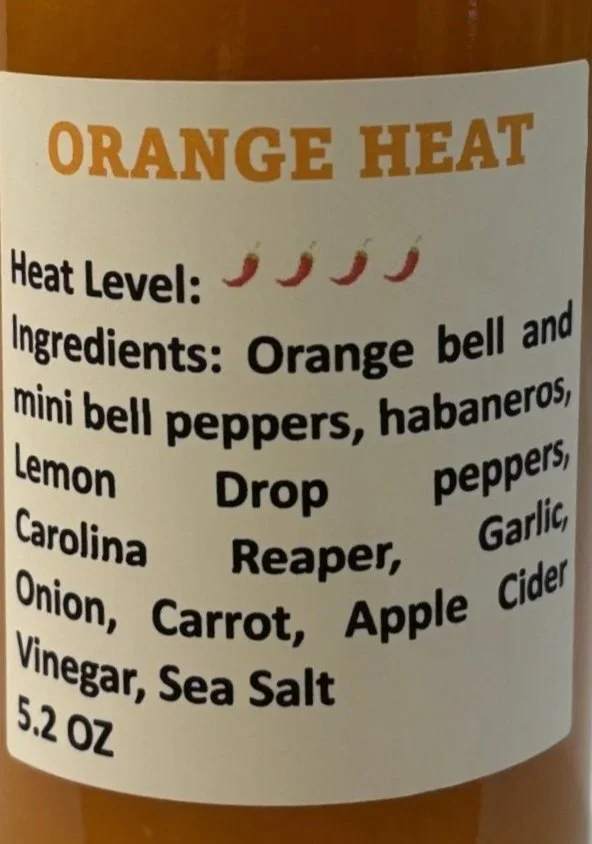 ORANGE HEAT
Heat Level:
Ingredients: Orange bell and
mini bell peppers, habaneros,
Lemon Drop peppers,
Carolina Reaper, Garlic,
Onion, Carrot, Apple Cider
Vinegar, Sea Salt
5.2 OZ